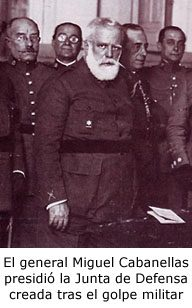 El general Miguel Cabanellas
presidió la Junta de Defensa
creada tras el golpe militar